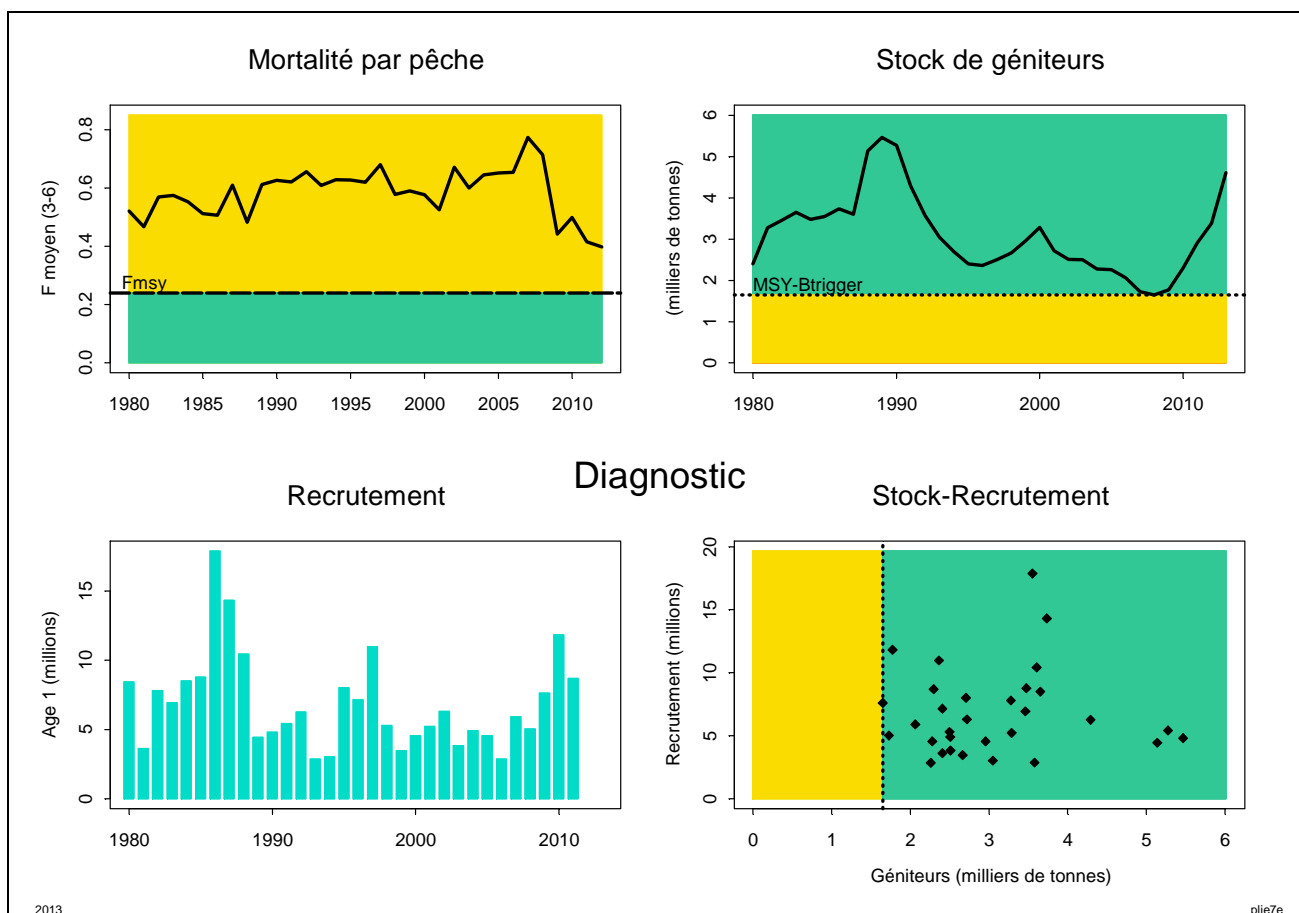 Mortalité par pêche
F moyen (3-6)
0.0 0.2 0.4 0.6 0.8
Fmsy
1980 1985 1990 1995 2000 2005 2010
Stock de géniteurs
(milliers de tonnes)
0 1 2 3 4 5 6
MSY-Btrigger
1980 1990 2000 2010
Diagnostic
Recrutement
Age 1 (millions)
0 5 10 15
1980 1990 2000 2010
Stock-Recrutement
Recrutement (millions)
0 5 10 15 20
0 1 2 3 4 5 6
Géniteurs (milliers de tonnes)
2013
plie7e